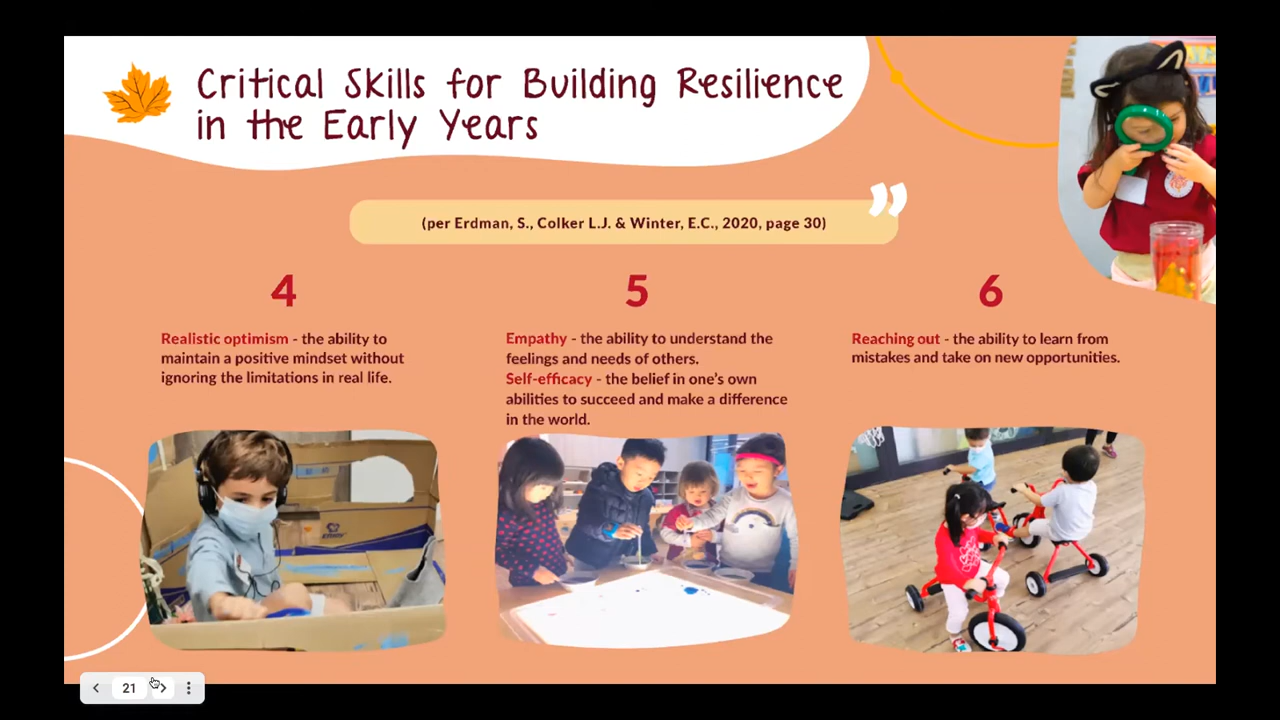 Critical Skills for Building Resilience
in the Early Years
(per Erdman, S., Colker L.J. & Winter, E.C., 2020, page 30)
4
Realistic optimism - the ability to
maintain a positive mindset without
ignoring the limitations in real life.
5
Empathy - the ability to understand the
feelings and needs of others.
Self-efficacy - the belief in one's own
abilities to succeed and make a difference
in the world.
6
Reaching out - the ability to learn from
mistakes and take on new opportunities.
21